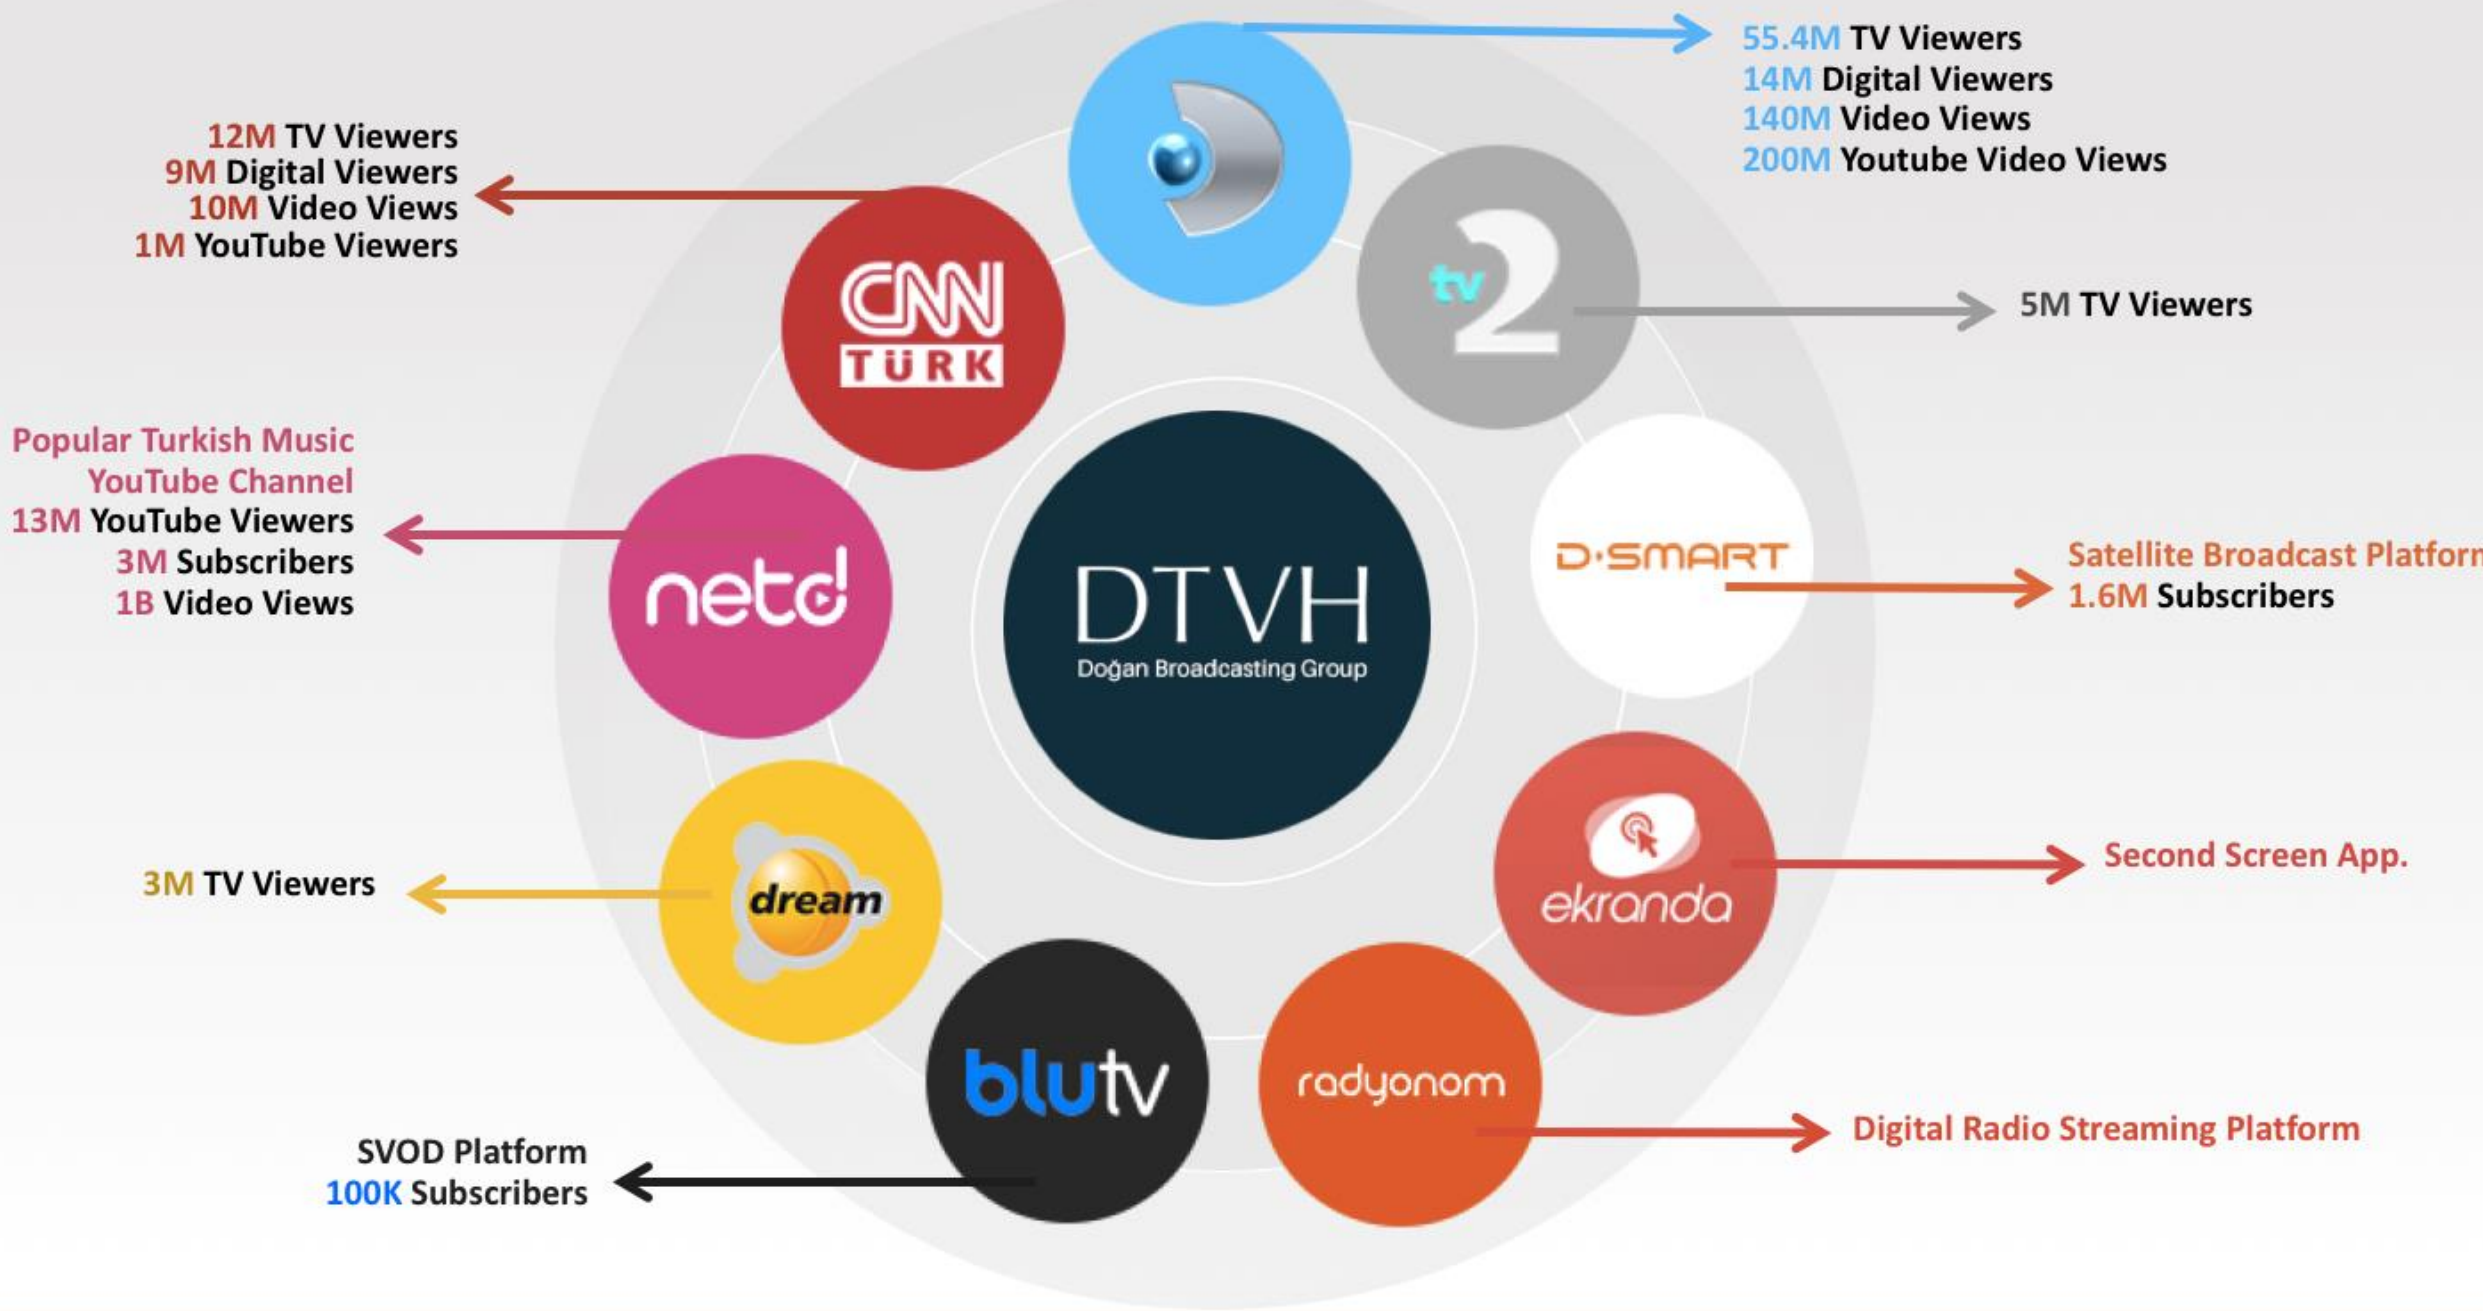 55.4M TV Viewers
14M Digital Viewers
140M Video Views
200M Youtube Video Views
12M TV Viewers
9M Digital Viewers
10M Video Views
1M YouTube Viewers
CNN
TÜRK
tv2
5M TV Viewers
Popular Turkish Music
YouTube Channel
13M YouTube Viewers
3M Subscribers
1B Video Views
netd
DTVH
Doğan Broadcasting Group
D·SMART
Satellite Broadcast Platform
1.6M Subscribers
3M TV Viewers
dream
ekranda
Second Screen App.
blutv
radyonom
SVOD Platform
100K Subscribers
Digital Radio Streaming Platform